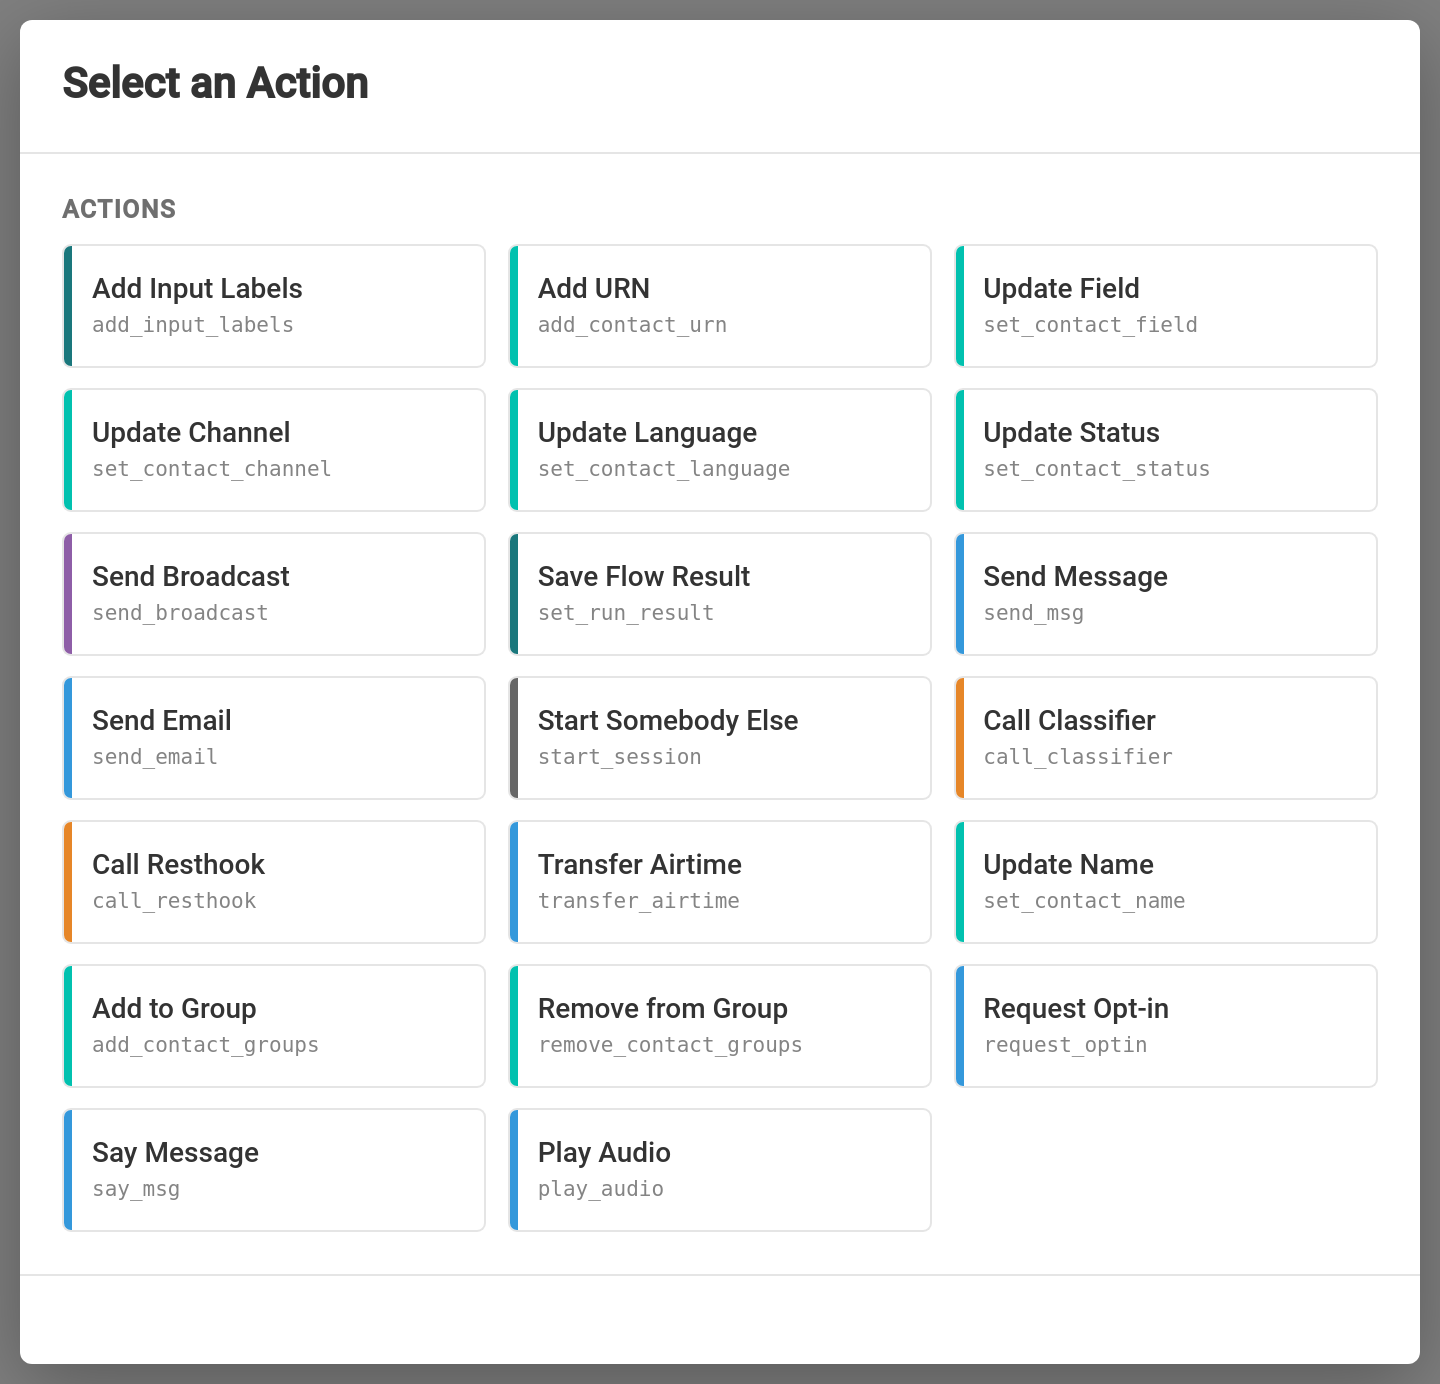 Select an Action
ACTIONS
Add Input Labels
add_input_labels
Add URN
add_contact_urn
Update Field
set_contact_field
Update Channel
set_contact_channel
Update Language
set_contact_language
Update Status
set_contact_status
Send Broadcast
send_broadcast
Save Flow Result
set_run_result
Send Message
send_msg
Send Email
send_email
Start Somebody Else
start_session
Call Classifier
call_classifier
Call Resthook
call_resthook
Transfer Airtime
transfer_airtime
Update Name
set_contact_name
Add to Group
add_contact_groups
Remove from Group
remove_contact_groups
Request Opt-in
request_optin
Say Message
say_msg
Play Audio
play_audio